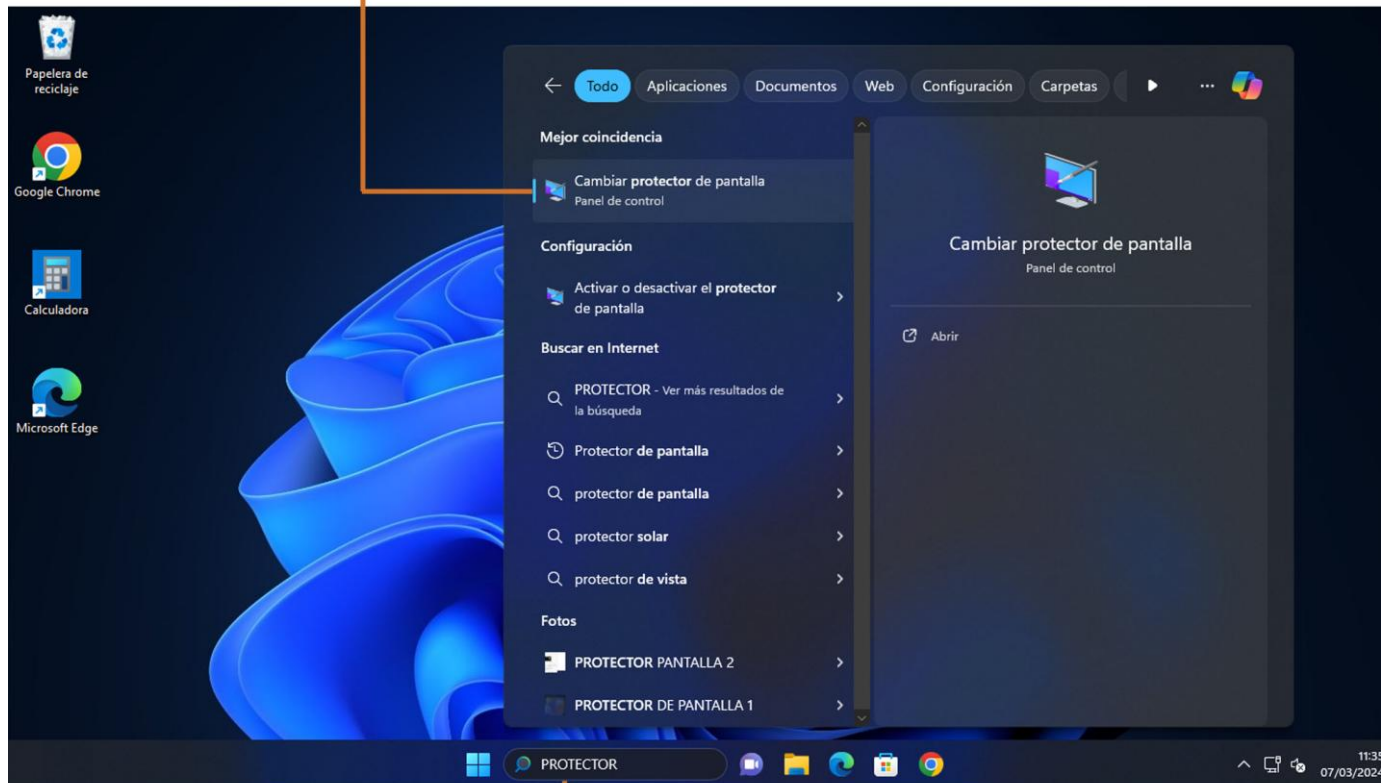 Papelera de
reciclaje
Google Chrome
Calculadora
Microsoft Edge
Todo Aplicaciones Documentos Web Configuración Carpetas
Mejor coincidencia
Cambiar protector de pantalla
Panel de control
Configuración
Activar o desactivar el protector
de pantalla
Buscar en Internet
PROTECTOR - Ver más resultados de
la búsqueda
Protector de pantalla
protector de pantalla
protector solar
protector de vista
Fotos
PROTECTOR PANTALLA 2
PROTECTOR DE PANTALLA 1
Cambiar protector de pantalla
Panel de control
Abrir
PROTECTOR
11:35
07/03/2024